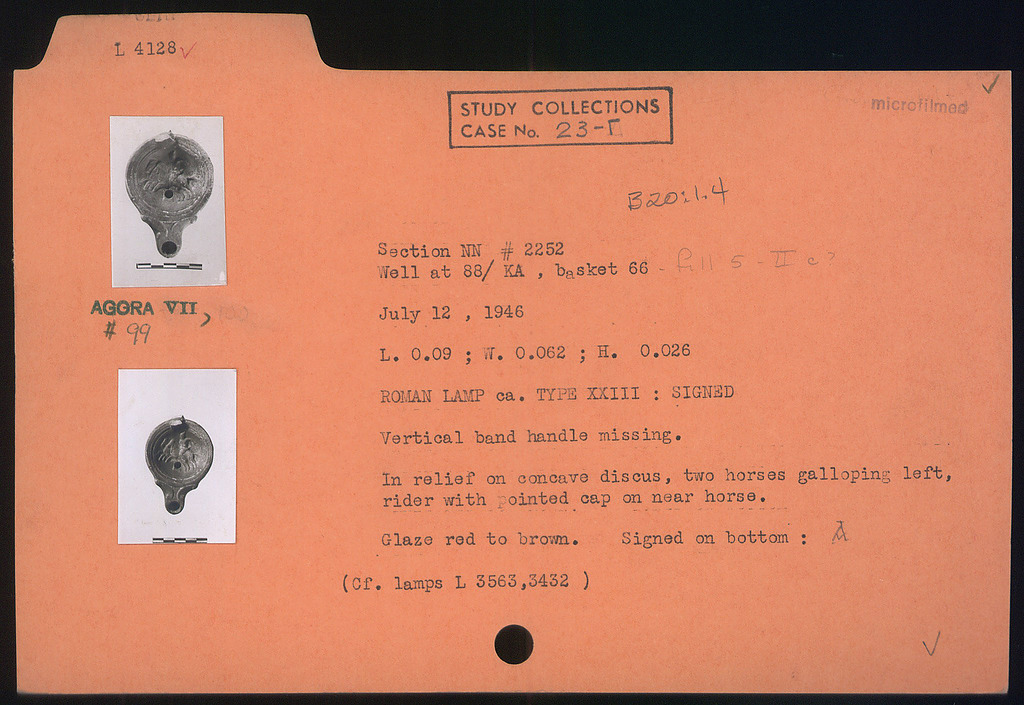 L 4128 ✓
STUDY COLLECTIONS
CASE No. 23-
microfilmed
B20:1.4
Section NN # 2252
Well at 88/ KA , basket 66 - fill 5 - II
AGORA VII,
# 99
July 12 , 1946
L. 0.09 ; W. 0.062 ; H. 0.026
ROMAN LAMP ca. TYPE XXIII : SIGNED
Vertical band handle missing.
In relief on concave discus, two horses galloping left,
rider with pointed cap on near horse.
Glaze red to brown. Signed on bottom : A
(Cf. lamps L 3563,3432 )